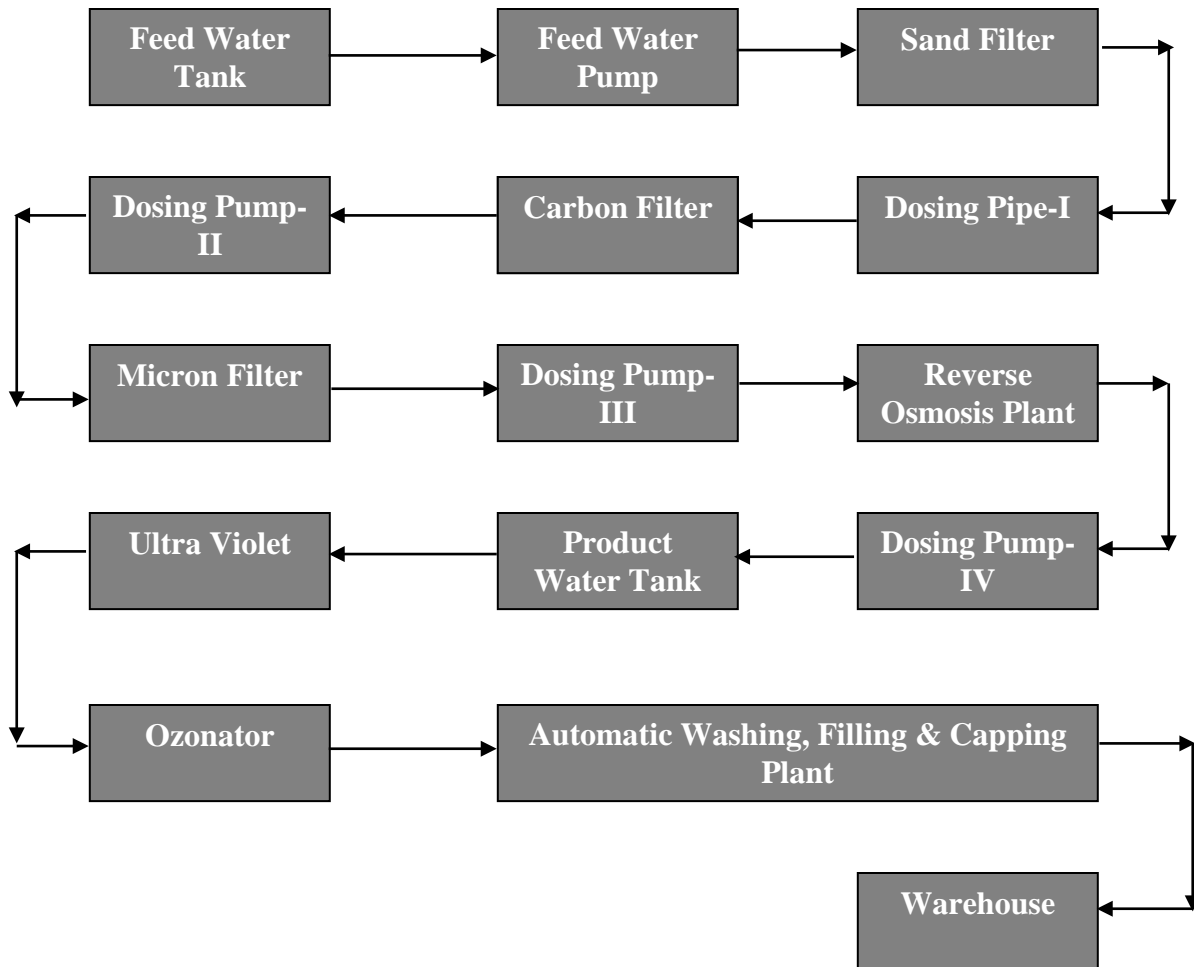 Feed Water
Tank
Feed Water
Pump
Sand Filter
Dosing Pump-
II
Carbon Filter
Dosing Pipe-I
Micron Filter
Dosing Pump-
III
Reverse
Osmosis Plant
Ultra Violet
Product
Water Tank
Dosing Pump-
IV
Ozonator
Automatic Washing, Filling & Capping
Plant
Warehouse